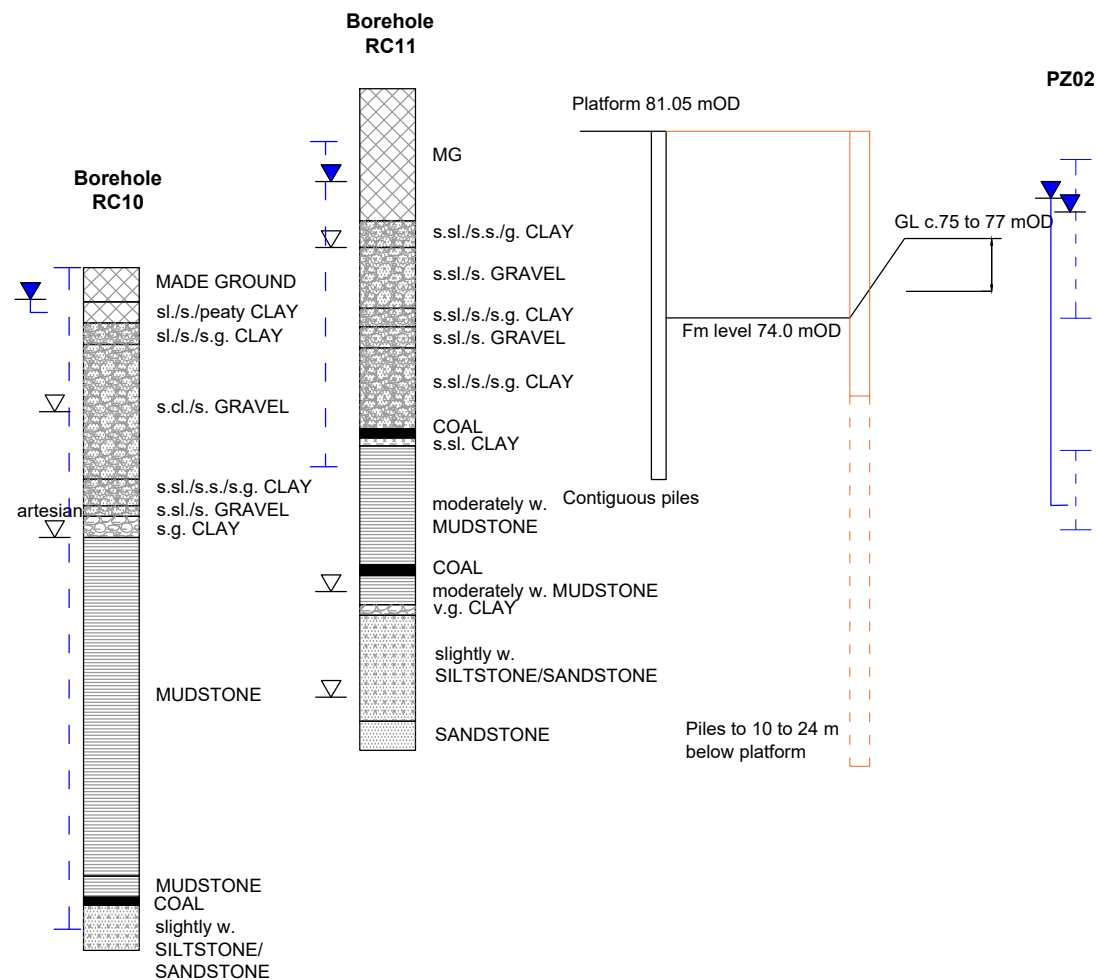 Borehole
RC10
MADE GROUND
sl./s./peaty CLAY
sl./s./s.g. CLAY
s.cl./s. GRAVEL
s.sl./s.s./s.g. CLAY
artesian
s.sl./s. GRAVEL
s.g. CLAY
MUDSTONE
MUDSTONE
COAL
slightly w.
SILTSTONE/
SANDSTONE
Borehole
RC11
MG
s.sl./s.s./g. CLAY
s.sl./s. GRAVEL
s.sl./s./s.g. CLAY
s.sl./s. GRAVEL
s.sl./s./s.g. CLAY
COAL
s.sl. CLAY
moderately w.
MUDSTONE
COAL
moderately w. MUDSTONE
v.g. CLAY
slightly w.
SILTSTONE/SANDSTONE
SANDSTONE
Platform 81.05 mOD
GL c.75 to 77 mOD
Fm level 74.0 mOD
Contiguous piles
Piles to 10 to 24 m
below platform
PZ02